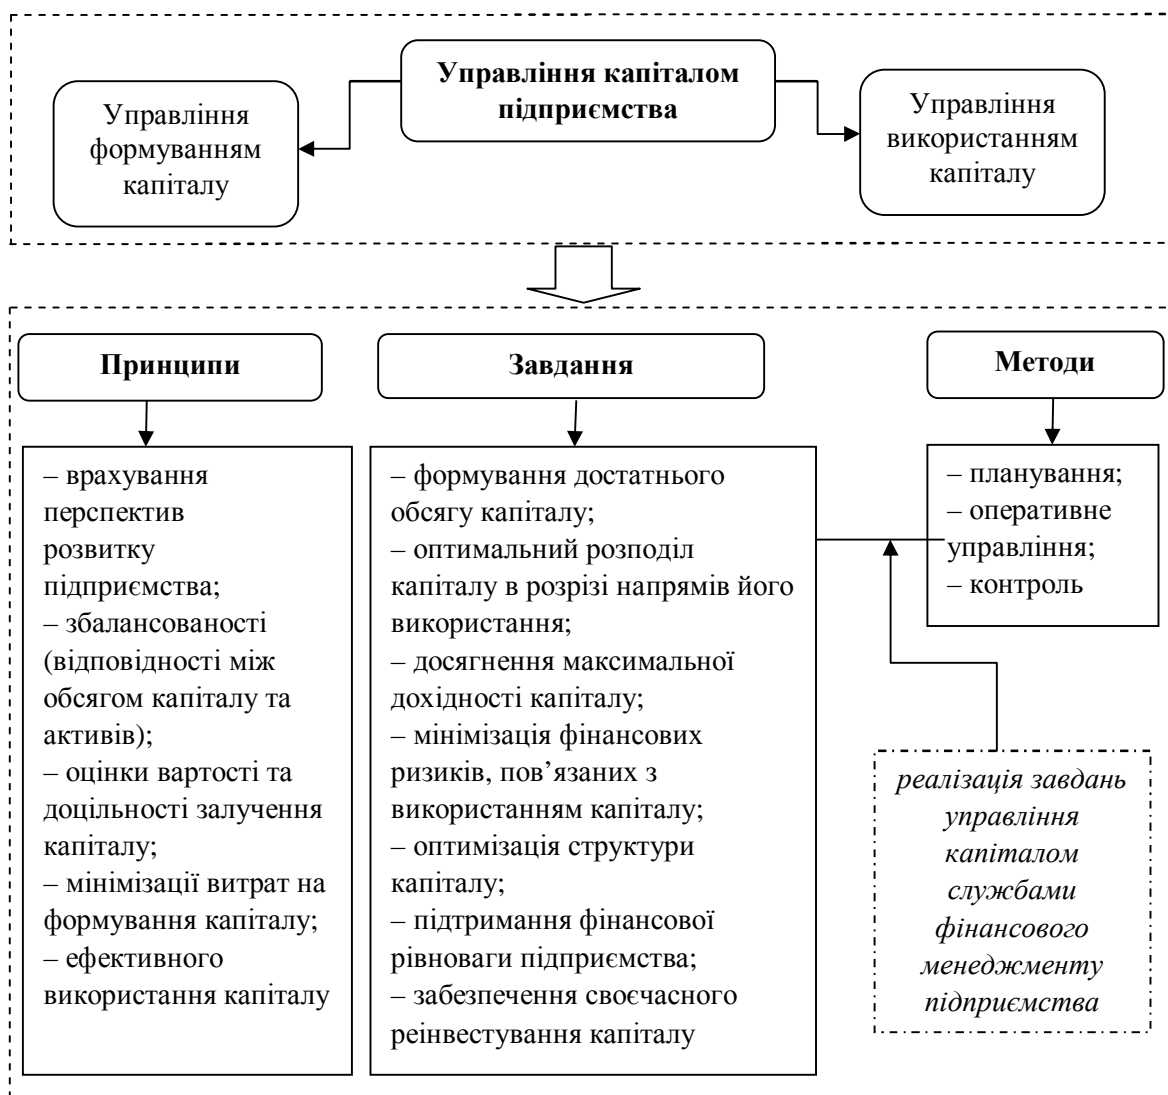 Управління капіталом
підприємства
Управління
формуванням
капіталу
Управління
використанням
капіталу
Принципи
Завдання
Методи
– врахування
перспектив
розвитку
підприємства;
– збалансованості
(відповідності між
обсягом капіталу та
активів);
– оцінки вартості та
доцільності залучення
капіталу;
– мінімізації витрат на
формування капіталу;
– ефективного
використання капіталу
– формування достатнього
обсягу капіталу;
– оптимальний розподіл
капіталу в розрізі напрямів його
використання;
– досягнення максимальної
дохідності капіталу;
– мінімізація фінансових
ризиків, пов’язаних з
використанням капіталу;
– оптимізація структури
капіталу;
– підтримання фінансової
рівноваги підприємства;
– забезпечення своєчасного
реінвестування капіталу
– планування;
– оперативне
управління;
– контроль
реалізація завдань
управління
капіталом
службами
фінансового
менеджменту
підприємства